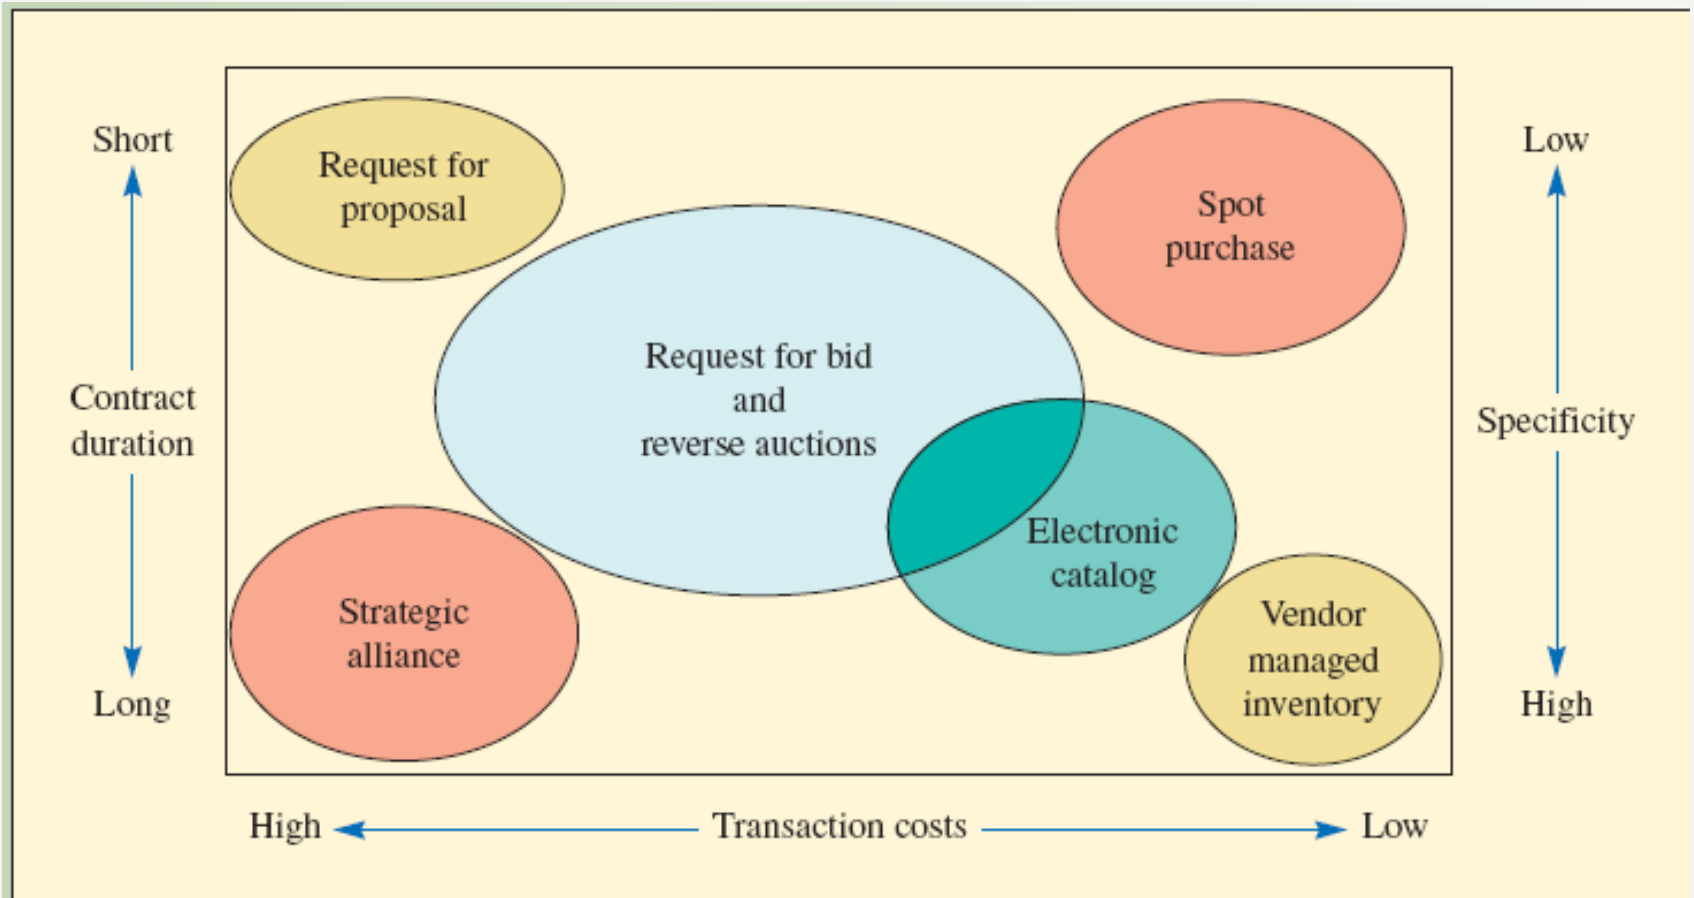 Short
Contract
duration
Long
Request for
proposal
Spot
purchase
Request for bid
and
reverse auctions
Electronic
catalog
Strategic
alliance
Vendor
managed
inventory
Low
Specificity
High
High
Transaction costs
Low